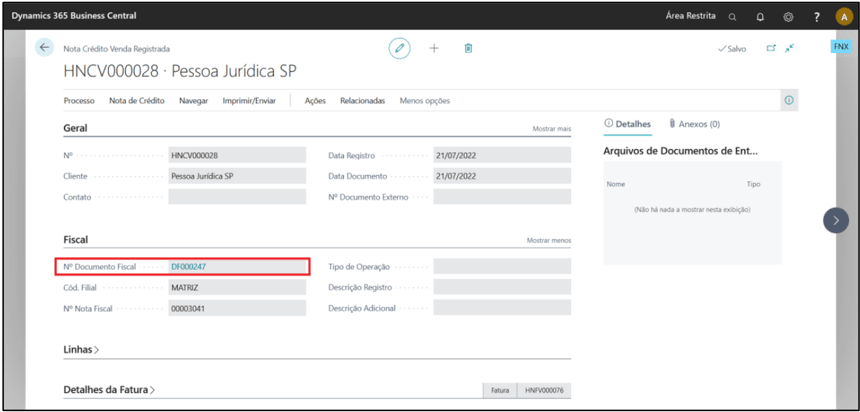 Dynamics 365 Business Central
Área Restrita
?
A
Nota Crédito Venda Registrada
Salvo
FNX
HNCV000028 · Pessoa Jurídica SP
Processo Nota de Crédito Navegar Imprimir/Enviar Ações Relacionadas Menos opções
Geral
Mostrar mais
Nº HNCV000028
Data Registro 21/07/2022
Cliente Pessoa Jurídica SP
Data Documento 21/07/2022
Contato
Nº Documento Externo
Fiscal
Mostrar menos
Nº Documento Fiscal DF000247
Tipo de Operação
Cód. Filial MATRIZ
Descrição Registro
Nº Nota Fiscal 00003041
Descrição Adicional
Linhas
Detalhes da Fatura
Fatura HNFV000076
Detalhes
Anexos (0)
Arquivos de Documentos de Ent...
Nome Tipo
(Não há nada a mostrar nesta exibição)